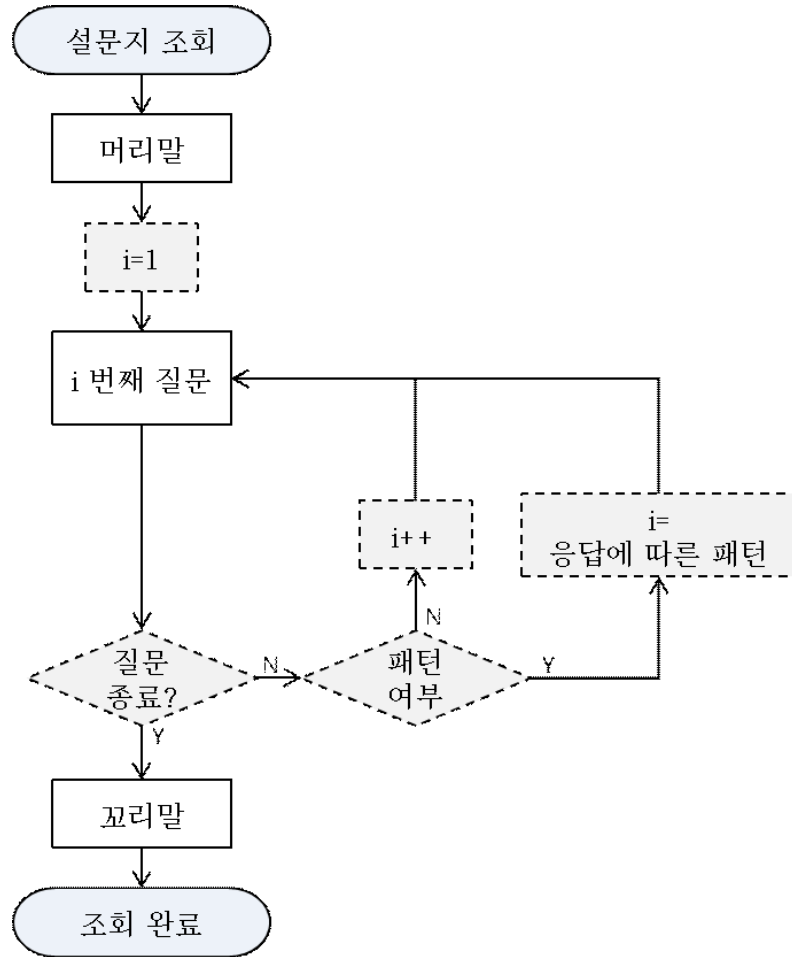 설문지 조회
머리말
i=1
i 번째 질문
i++
i=
응답에 따른 패턴
N
질문
종료?
N
패턴
여부
Y
Y
꼬리말
조회 완료